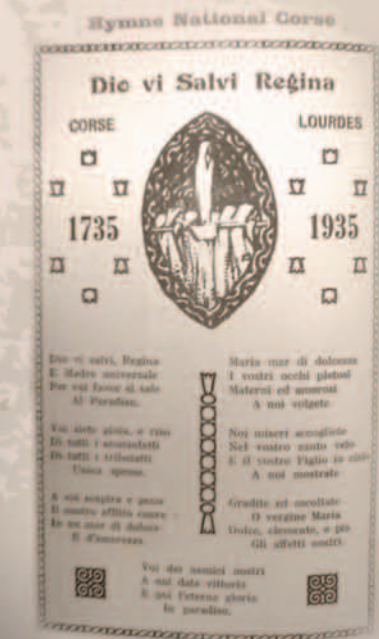 Hymne National Corse
Dio vi Salvi Regina
CORSE
LOURDES
1735
1935
Dio vi salvi, Regina
E Madre universale
Per cui favor si sale
Al Paradiso.
Voi siete gioia, e riso
Di tutti i
Di tutti i tribolati
Unica speme.
A voi sospira e geme
Il nostro afflitto cuore
In un mar di dolore
E d'amarezza.
Maria mar di dolcezza
I vostri occhi pietosi
Materni ed amorosi
A noi volgete.
Noi miseri accogliete
Nel vostro santo velo
E il vostro Figlio in cielo
A noi mostrate
Gradite ed ascoltate
O vergine Maria
Dolce, clemente, e pia
Gli affetti nostri.
Voi dei nemici nostri
A noi date vittoria
E poi l'eterna gloria
In paradiso.